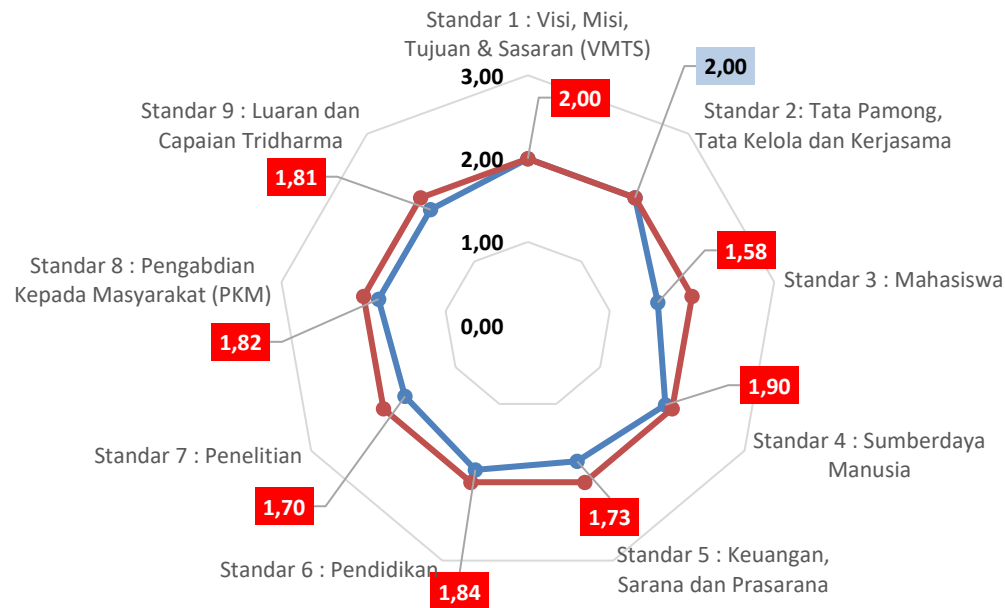 Standar 1 : Visi, Misi,
Tujuan & Sasaran (VMTS)
3,00
2,00
1,00
0,00
2,00
2,00
Standar 2: Tata Pamong,
Tata Kelola dan Kerjasama
1,58
Standar 3 : Mahasiswa
1,90
Standar 4 : Sumberdaya
Manusia
1,73
Standar 5 : Keuangan,
Sarana dan Prasarana
1,84
Standar 6 : Pendidikan
1,70
Standar 7 : Penelitian
1,82
Standar 8 : Pengabdian
Kepada Masyarakat (PKM)
1,81
Standar 9 : Luaran dan
Capaian Tridharma